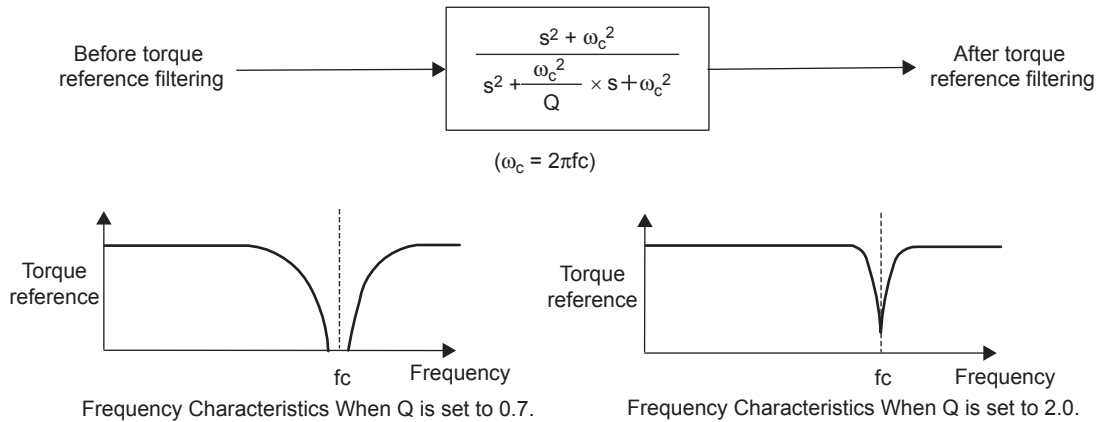 Before torque
reference filtering
s² + ωc²
s² + ωc²/Q × s+ωc²
After torque
reference filtering
(ωc = 2πfc)
Torque
reference
fc
Frequency
Frequency Characteristics When Q is set to 0.7.
Torque
reference
fc
Frequency
Frequency Characteristics When Q is set to 2.0.